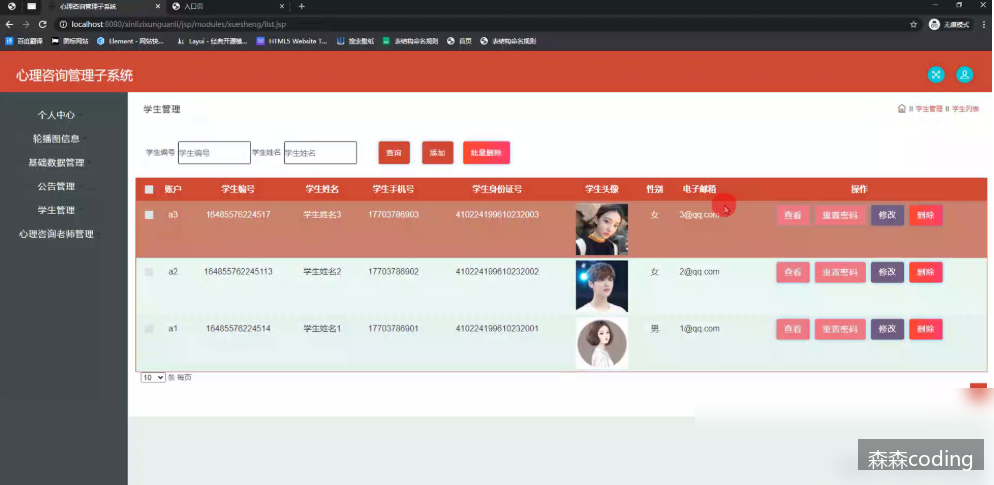 心理咨询管理子系统
入口页
localhost:8080/xinlizixunguanli/jsp/modules/xuesheng/list.jsp
无痕模式
百度翻译 图标网站 Element - 网站快... Layui - 经典开源模... HTML5 Website T... 搜业壁纸 表结构命名规则 首页 表结构命名规则
心理咨询管理子系统
个人中心
轮播图信息
基础数据管理
公告管理
学生管理
心理咨询老师管理
学生管理
学生管理 学生列表
学生编号 学生编号 学生姓名 学生姓名 查询 添加 批量删除
账户 学生编号 学生姓名 学生手机号 学生身份证号 学生头像 性别 电子邮箱 操作
a3 16485576224517 学生姓名3 17703786903 410224199610232003 女 3@qq.com 查看 重置密码 修改 删除
a2 164855762245113 学生姓名2 17703786902 410224199610232002 女 2@qq.com 查看 重置密码 修改 删除
a1 16485576224514 学生姓名1 17703786901 410224199610232001 男 1@qq.com 查看 重置密码 修改 删除
10 条 每页
森森coding